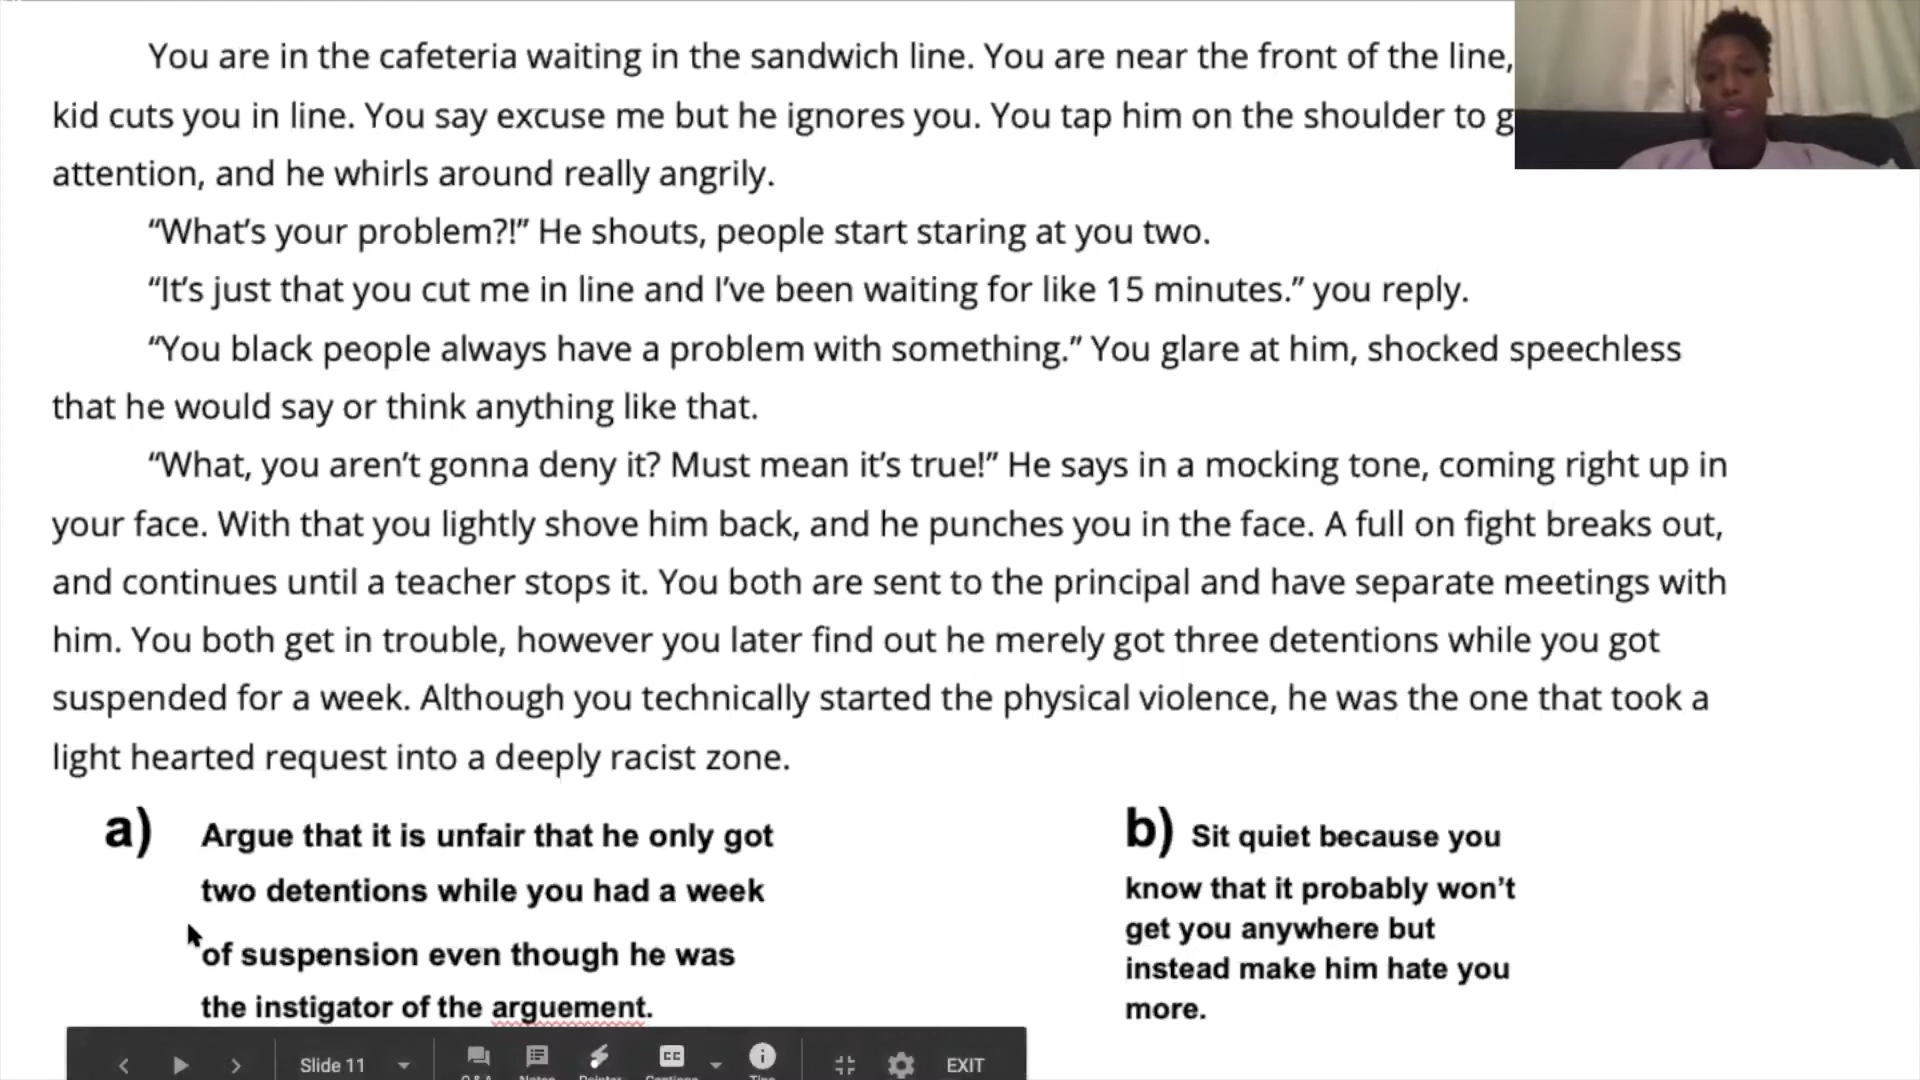 You are in the cafeteria waiting in the sandwich line. You are near the front of the line,
kid cuts you in line. You say excuse me but he ignores you. You tap him on the shoulder to
attention, and he whirls around really angrily.
“What’s your problem?!” He shouts, people start staring at you two.
“It’s just that you cut me in line and I’ve been waiting for like 15 minutes.” you reply.
“You black people always have a problem with something.” You glare at him, shocked speechless
that he would say or think anything like that.
“What, you aren’t gonna deny it? Must mean it’s true!” He says in a mocking tone, coming right up in
your face. With that you lightly shove him back, and he punches you in the face. A full on fight breaks out,
and continues until a teacher stops it. You both are sent to the principal and have separate meetings with
him. You both get in trouble, however you later find out he merely got three detentions while you got
suspended for a week. Although you technically started the physical violence, he was the one that took a
light hearted request into a deeply racist zone.
a) Argue that it is unfair that he only got
two detentions while you had a week
of suspension even though he was
the instigator of the arguement.
b) Sit quiet because you
know that it probably won’t
get you anywhere but
instead make him hate you
more.
Slide 11
CC
EXIT